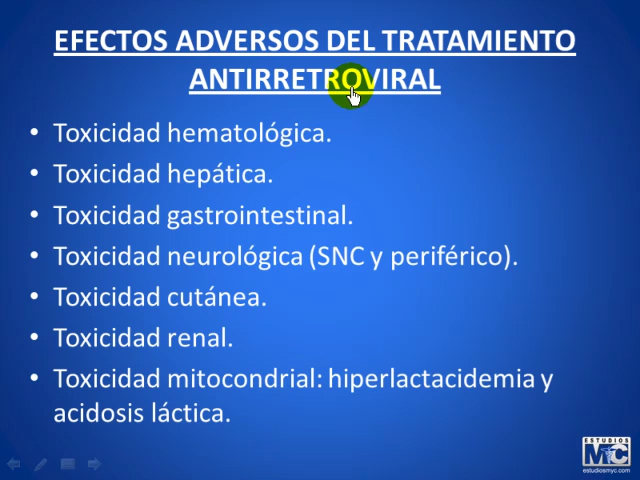 EFECTOS ADVERSOS DEL TRATAMIENTO
ANTIRRETROVIRAL
• Toxicidad hematológica.
• Toxicidad hepática.
• Toxicidad gastrointestinal.
• Toxicidad neurológica (SNC y periférico).
• Toxicidad cutánea.
• Toxicidad renal.
• Toxicidad mitocondrial: hiperlactacidemia y
acidosis láctica.
ESTUDIOS
MyC
estudiosmyc.com